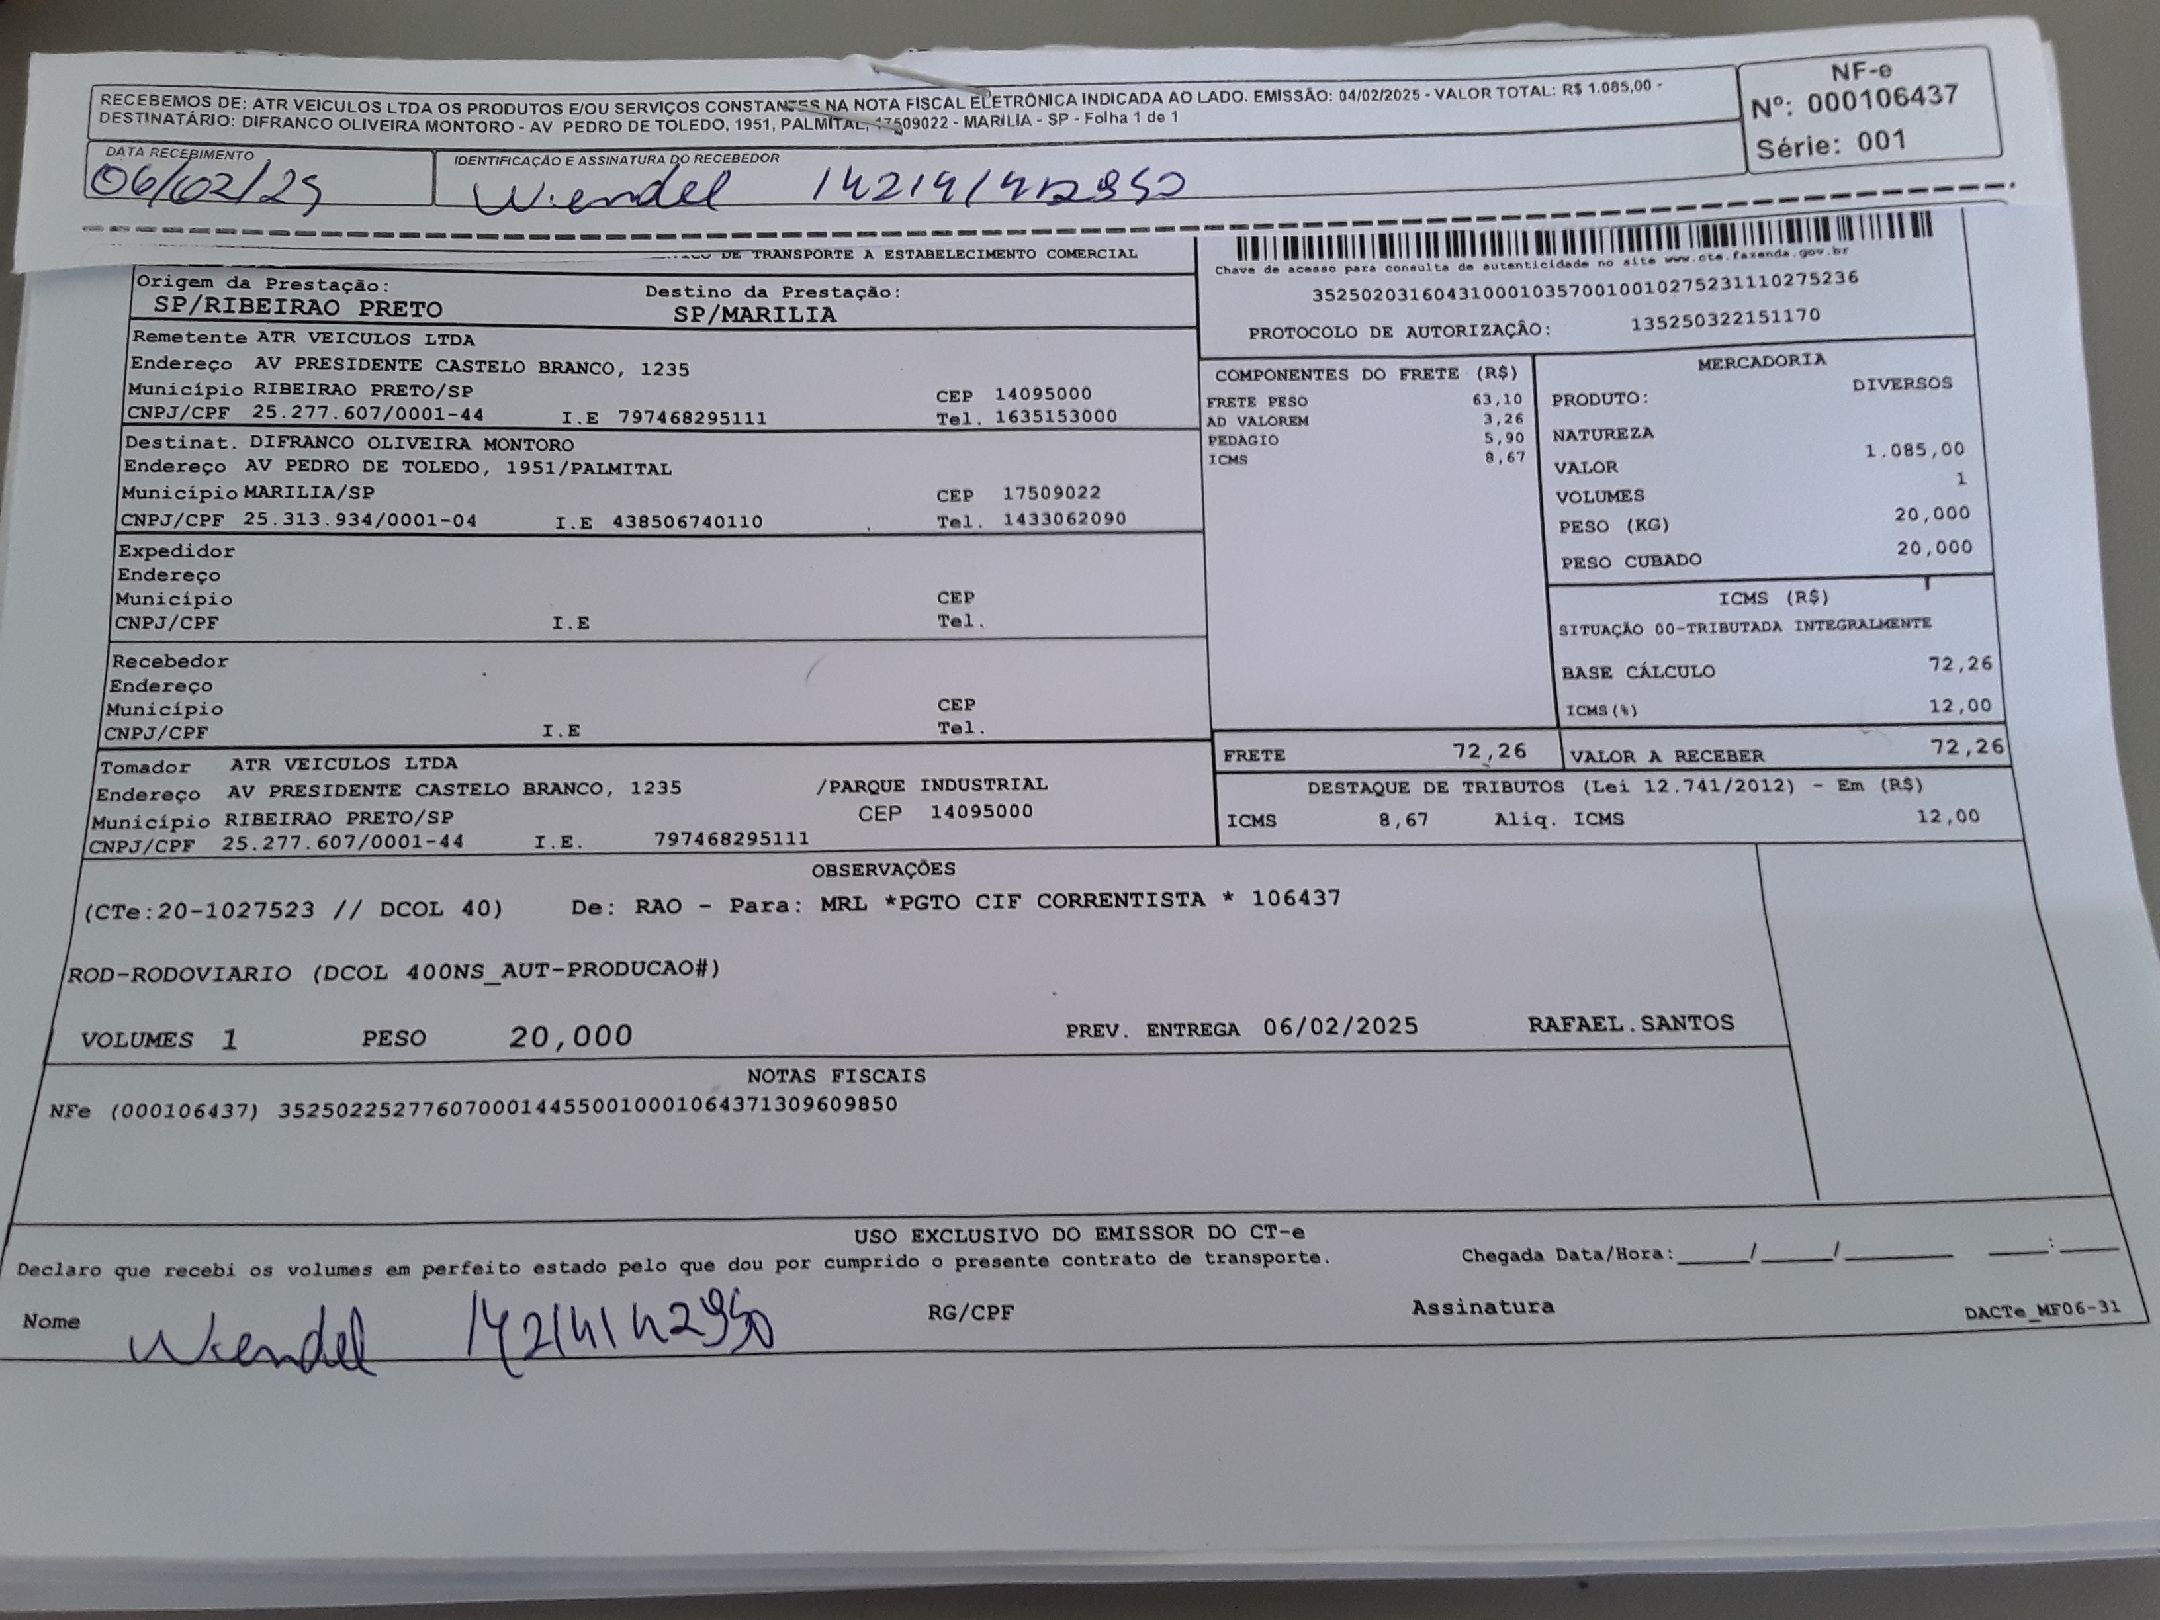 RECEBEMOS DE: ATR VEICULOS LTDA OS PRODUTOS E/OU SERVIÇOS CONSTANTES NA NOTA FISCAL ELETRÔNICA INDICADA AO LADO. EMISSÃO: 04/02/2025 - VALOR TOTAL: R$ 1.085,00 -
DESTINATÁRIO: DIFRANCO OLIVEIRA MONTORO - AV PEDRO DE TOLEDO, 1951, PALMITAL, 17509022 - MARILIA - SP - Folha 1 de 1
NF-e
Nº: 000106437
Série: 001
DATA RECEBIMENTO
06/02/25
IDENTIFICAÇÃO E ASSINATURA DO RECEBEDOR
Wendel
DE TRANSPORTE A ESTABELECIMENTO COMERCIAL
Origem da Prestação:
SP/RIBEIRAO PRETO
Destino da Prestação:
SP/MARILIA
Chave de acesso para consulta de autenticidade no site www.cte.fazenda.gov.br
35250203160431000103570010010275231110275236
PROTOCOLO DE AUTORIZAÇÃO: 135250322151170
Remetente ATR VEICULOS LTDA
Endereço AV PRESIDENTE CASTELO BRANCO, 1235
Município RIBEIRAO PRETO/SP CEP 14095000
CNPJ/CPF 25.277.607/0001-44 I.E 797468295111 Tel. 1635153000
Destinat. DIFRANCO OLIVEIRA MONTORO
Endereço AV PEDRO DE TOLEDO, 1951/PALMITAL
Município MARILIA/SP CEP 17509022
CNPJ/CPF 25.313.934/0001-04 I.E 438506740110 Tel. 1433062090
Expedidor
Endereço
Município CEP
CNPJ/CPF I.E Tel.
Recebedor
Endereço
Município CEP
CNPJ/CPF I.E Tel.
Tomador ATR VEICULOS LTDA
Endereço AV PRESIDENTE CASTELO BRANCO, 1235 /PARQUE INDUSTRIAL
Município RIBEIRAO PRETO/SP CEP 14095000
CNPJ/CPF 25.277.607/0001-44 I.E. 797468295111
COMPONENTES DO FRETE (R$)
FRETE PESO 63,10
AD VALOREM 3,26
PEDAGIO 5,90
ICMS 8,67
MERCADORIA
PRODUTO: DIVERSOS
NATUREZA
VALOR 1.085,00
VOLUMES 1
PESO (KG) 20,000
PESO CUBADO 20,000
ICMS (R$)
SITUAÇÃO 00-TRIBUTADA INTEGRALMENTE
BASE CÁLCULO 72,26
ICMS(%) 12,00
FRETE 72,26
VALOR A RECEBER 72,26
DESTAQUE DE TRIBUTOS (Lei 12.741/2012) - Em (R$)
ICMS 8,67 Aliq. ICMS 12,00
OBSERVAÇÕES
(CTe:20-1027523 // DCOL 40) De: RAO - Para: MRL *PGTO CIF CORRENTISTA * 106437
ROD-RODOVIARIO (DCOL 400NS_AUT-PRODUCAO#)
VOLUMES 1 PESO 20,000 PREV. ENTREGA 06/02/2025 RAFAEL.SANTOS
NOTAS FISCAIS
NFe (000106437) 35250225277607000144550010001064371309609850
USO EXCLUSIVO DO EMISSOR DO CT-e
Declaro que recebi os volumes em perfeito estado pelo que dou por cumprido o presente contrato de transporte. Chegada Data/Hora:____/____/______ ____:____
Nome Wendel RG/CPF Assinatura DACTe_MF06-31